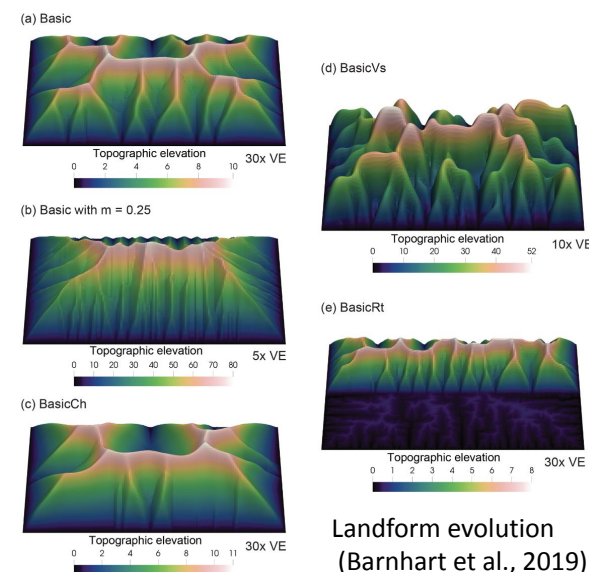 (a) Basic
Topographic elevation
30x VE
0 2 4 6 8 10
(b) Basic with m = 0.25
Topographic elevation
5x VE
0 10 20 30 40 50 60 70 80
(c) BasicCh
Topographic elevation
30x VE
0 2 4 6 8 10 11
(d) BasicVs
Topographic elevation
10x VE
0 10 20 30 40 52
(e) BasicRt
Topographic elevation
30x VE
0 1 2 3 4 5 6 7 8
Landform evolution
(Barnhart et al., 2019)